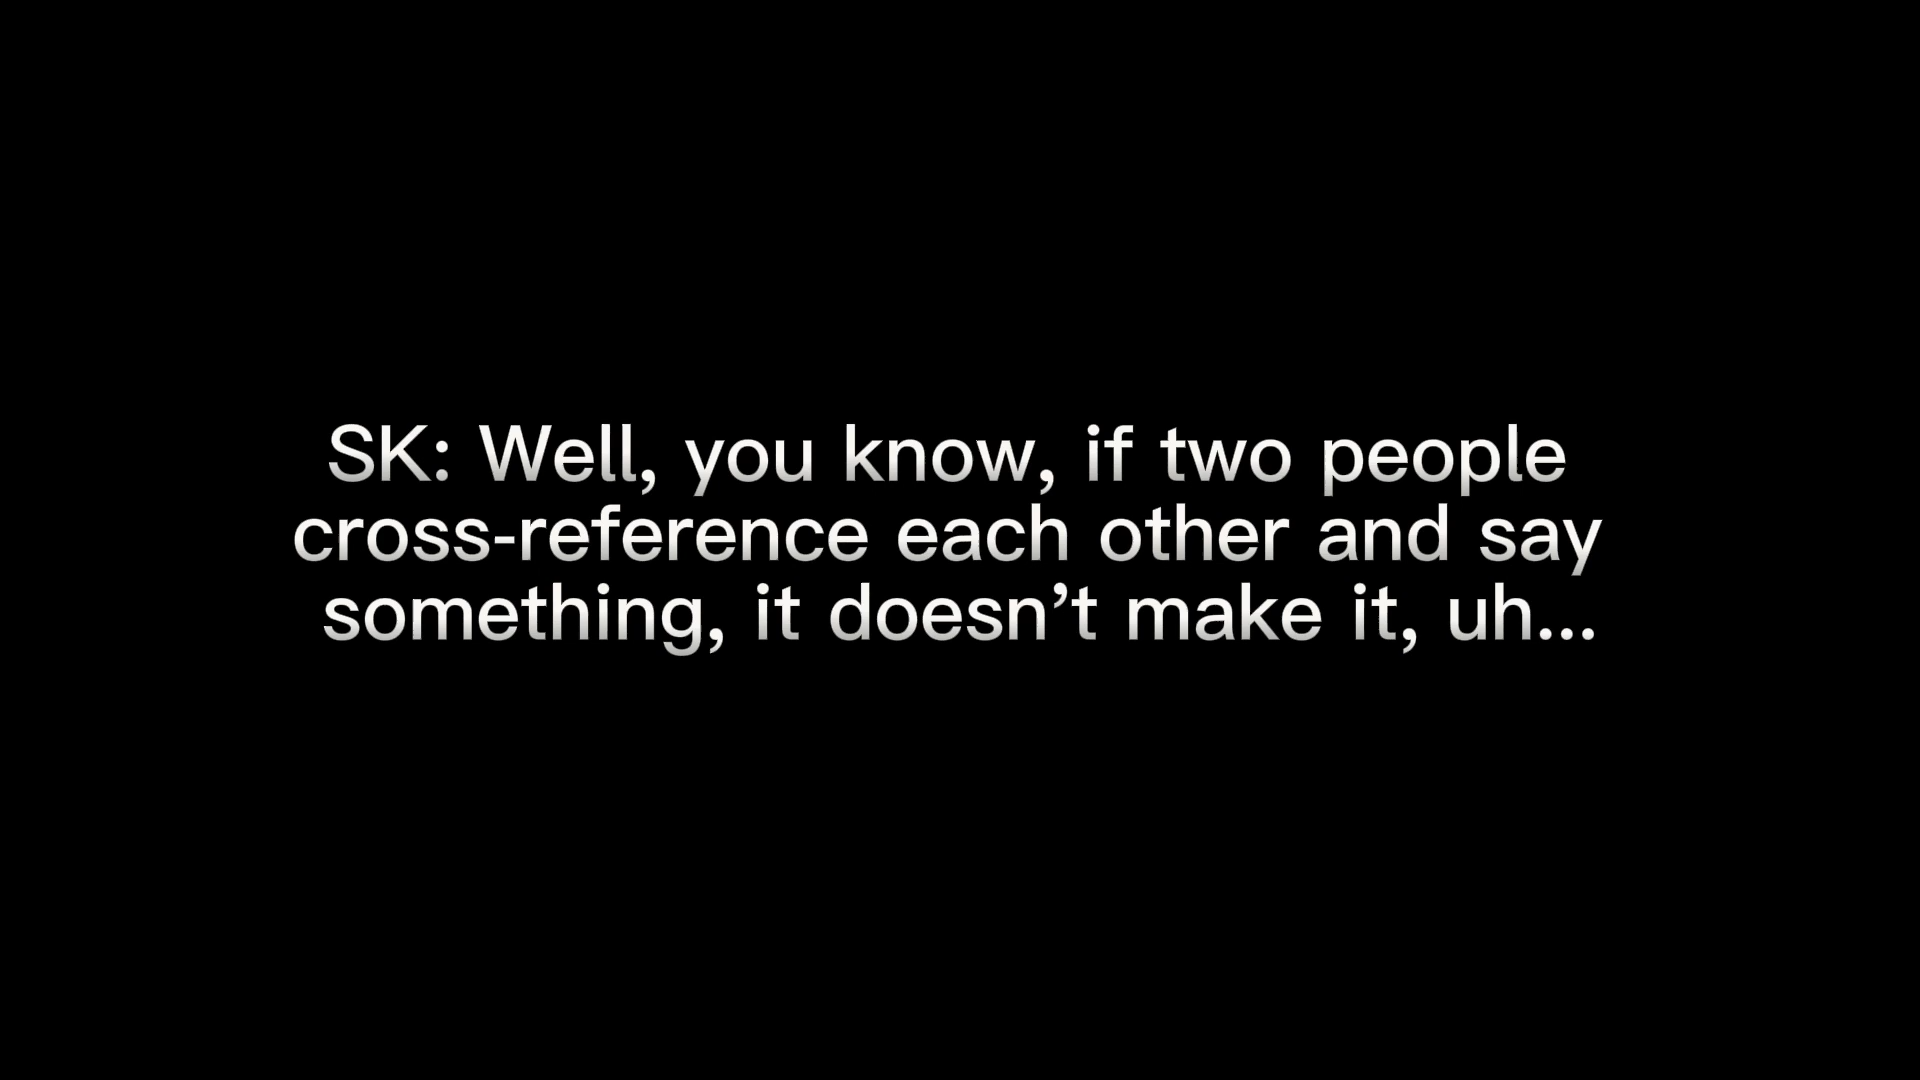 SK: Well, you know, if two people
cross-reference each other and say
something, it doesn’t make it, uh...